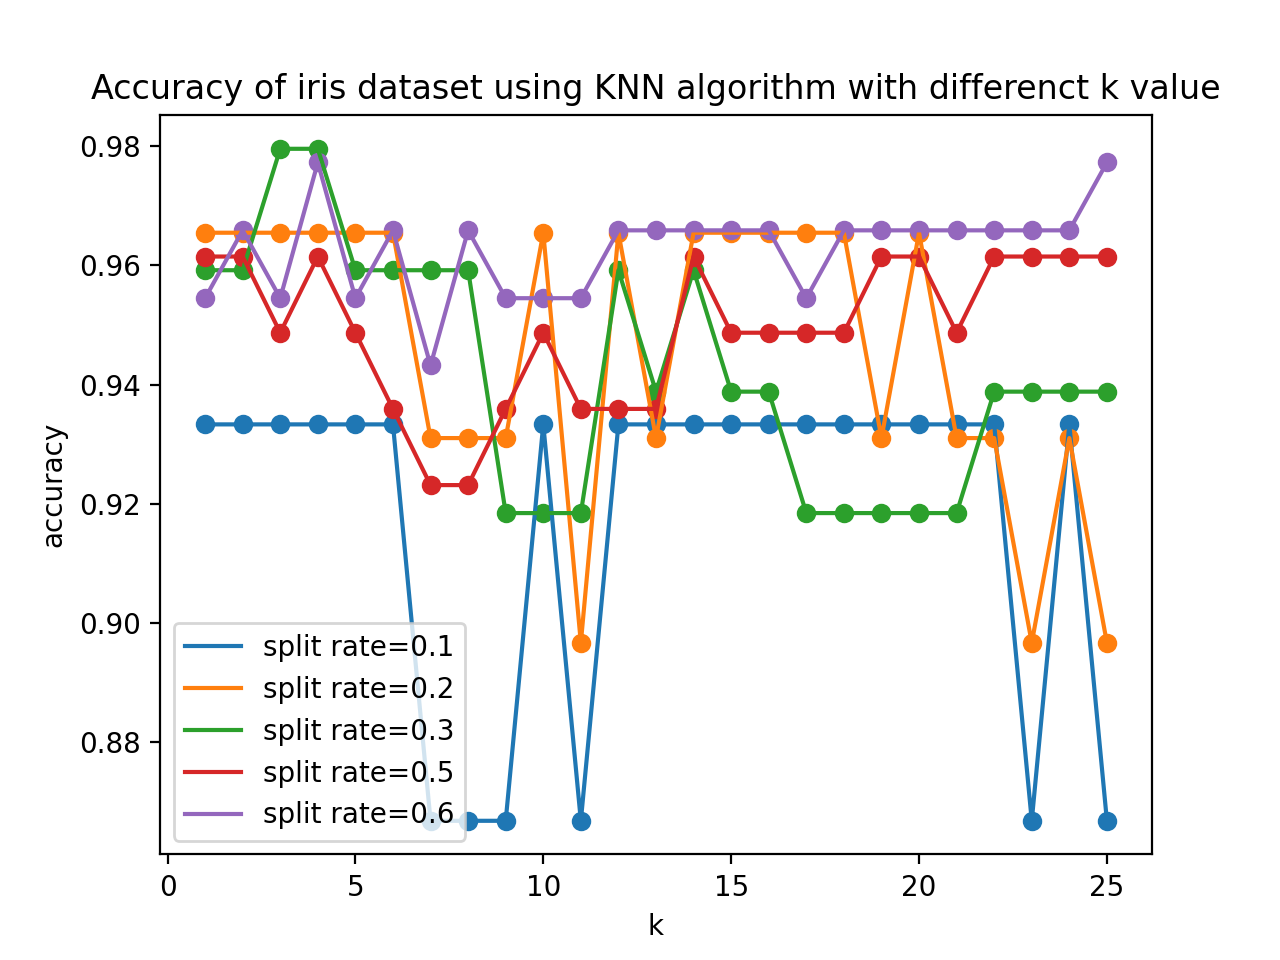 Accuracy of iris dataset using KNN algorithm with differenct k value
accuracy
0.98
0.96
0.94
0.92
0.90
0.88
split rate=0.1
split rate=0.2
split rate=0.3
split rate=0.5
split rate=0.6
0 5 10 15 20 25
k